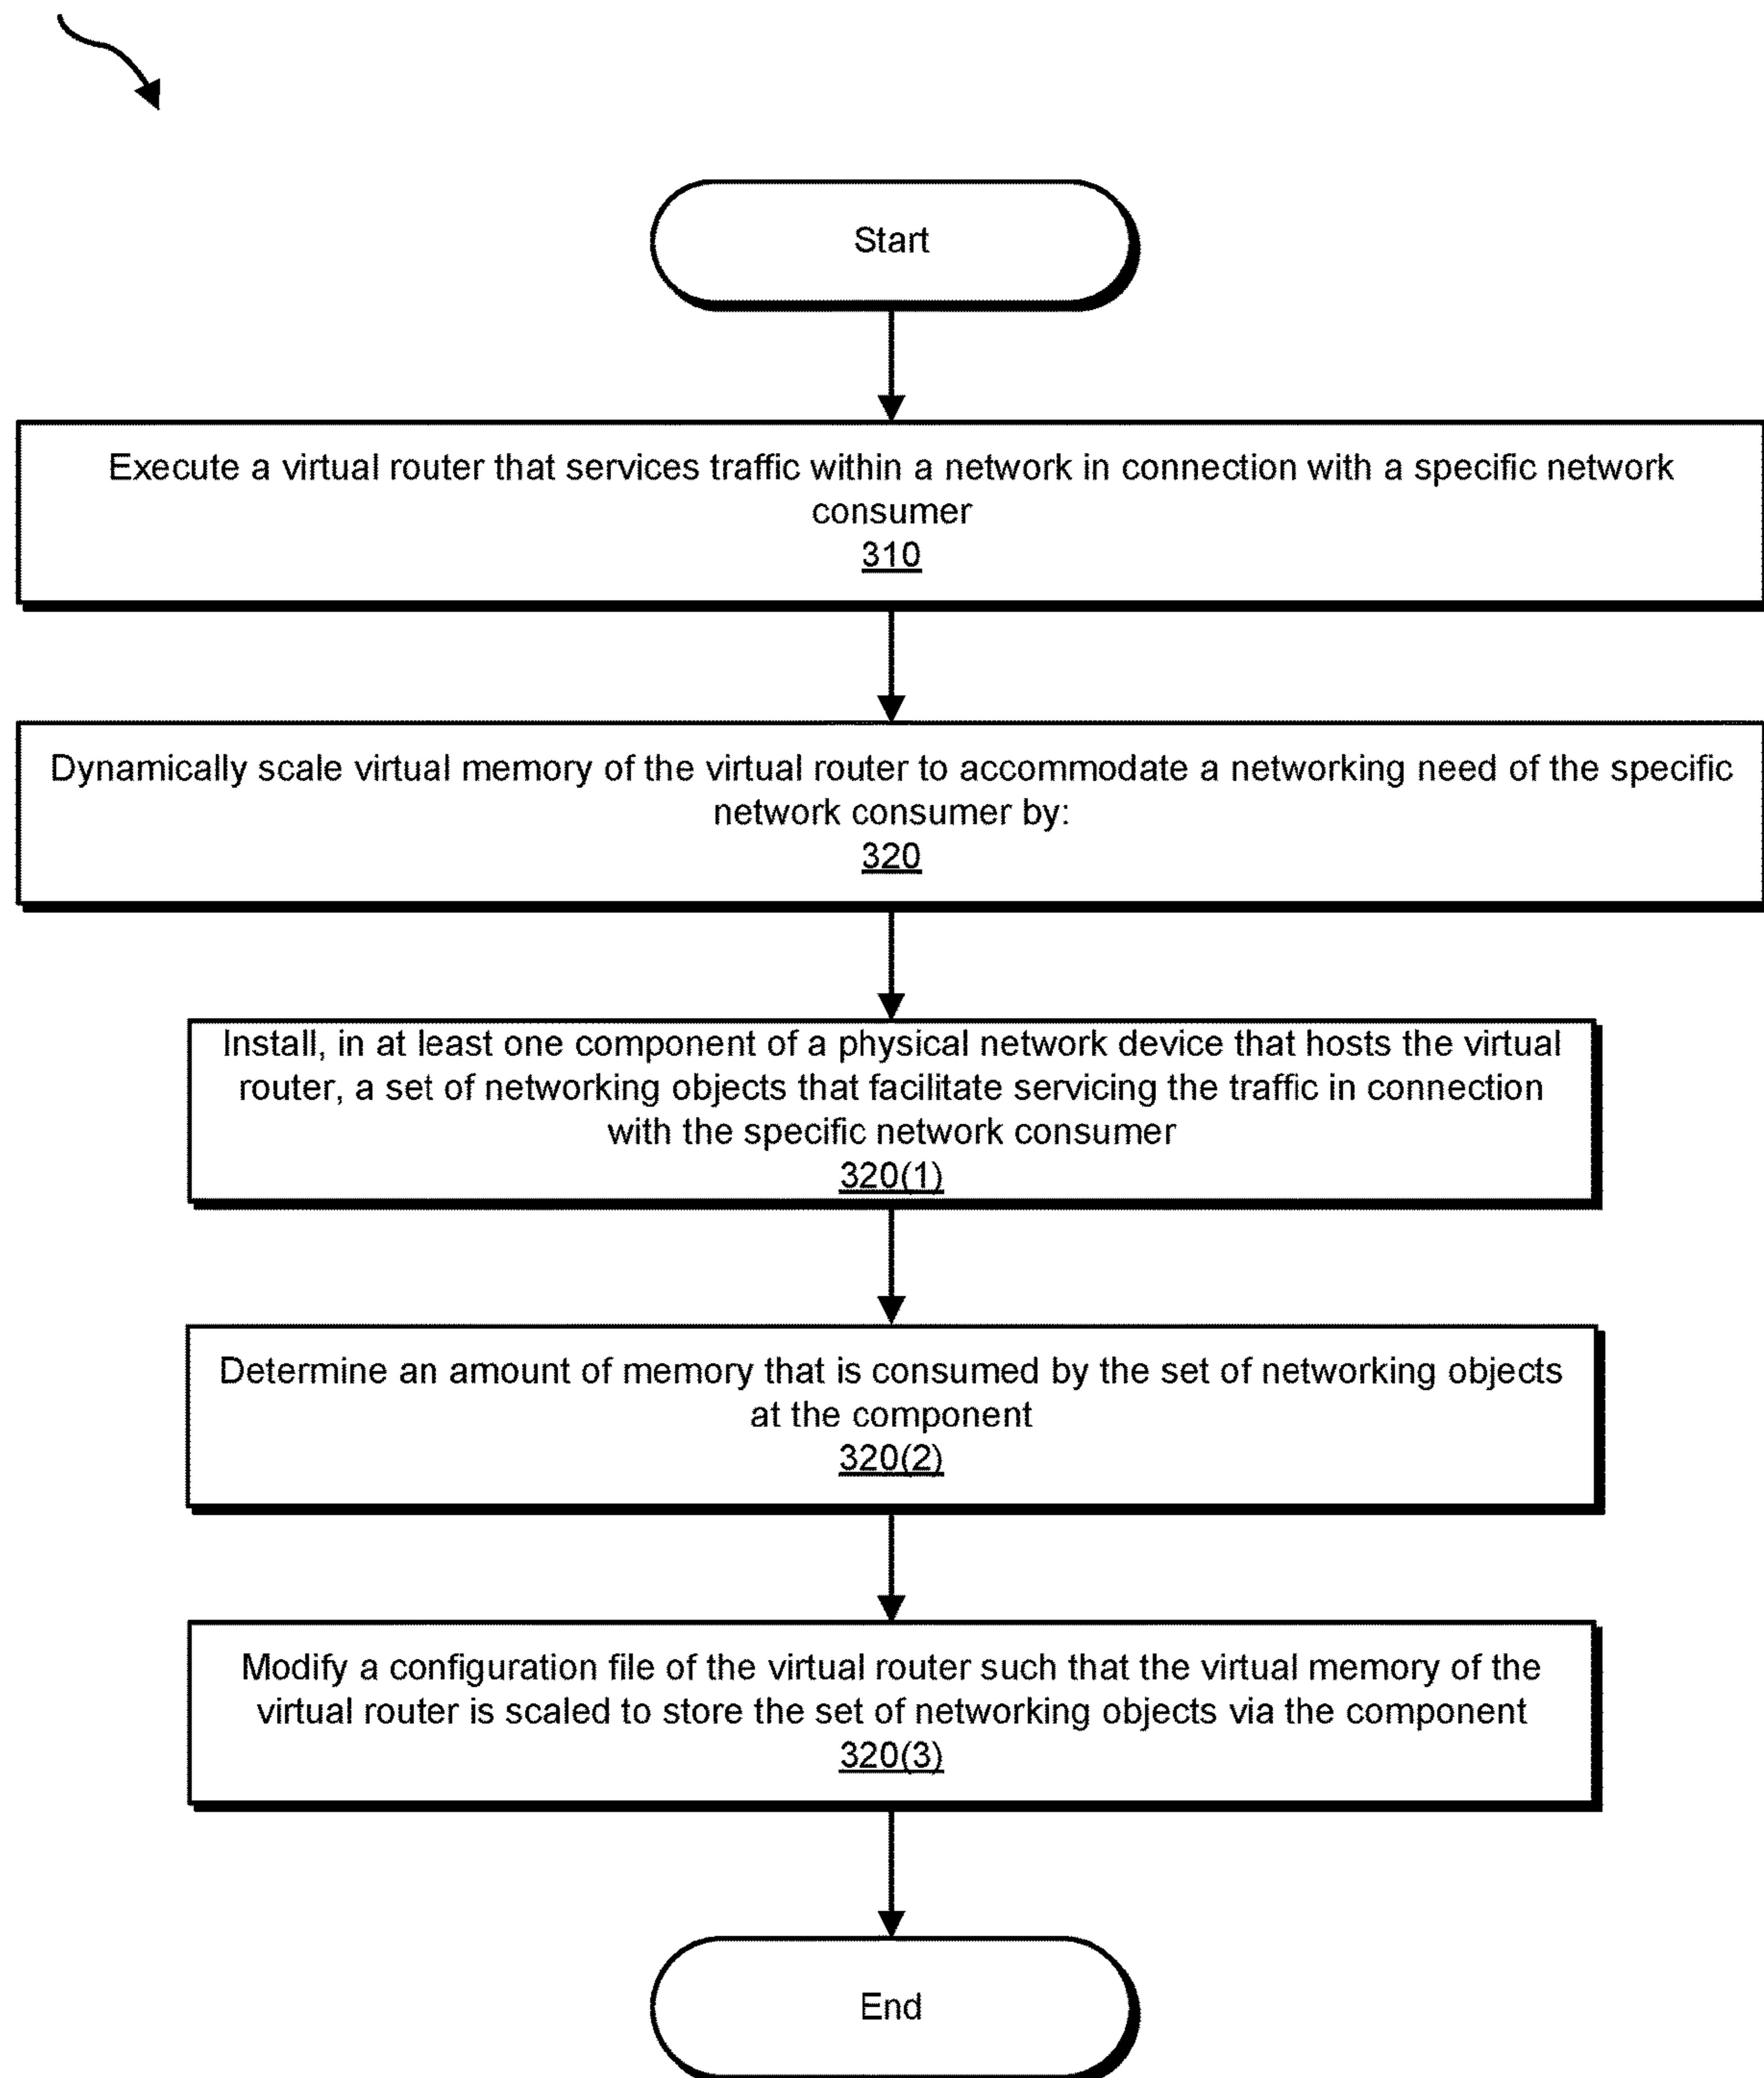 Start
Execute a virtual router that services traffic within a network in connection with a specific network
consumer
310
Dynamically scale virtual memory of the virtual router to accommodate a networking need of the specific
network consumer by:
320
Install, in at least one component of a physical network device that hosts the virtual
router, a set of networking objects that facilitate servicing the traffic in connection
with the specific network consumer
320(1)
Determine an amount of memory that is consumed by the set of networking objects
at the component
320(2)
Modify a configuration file of the virtual router such that the virtual memory of the
virtual router is scaled to store the set of networking objects via the component
320(3)
End